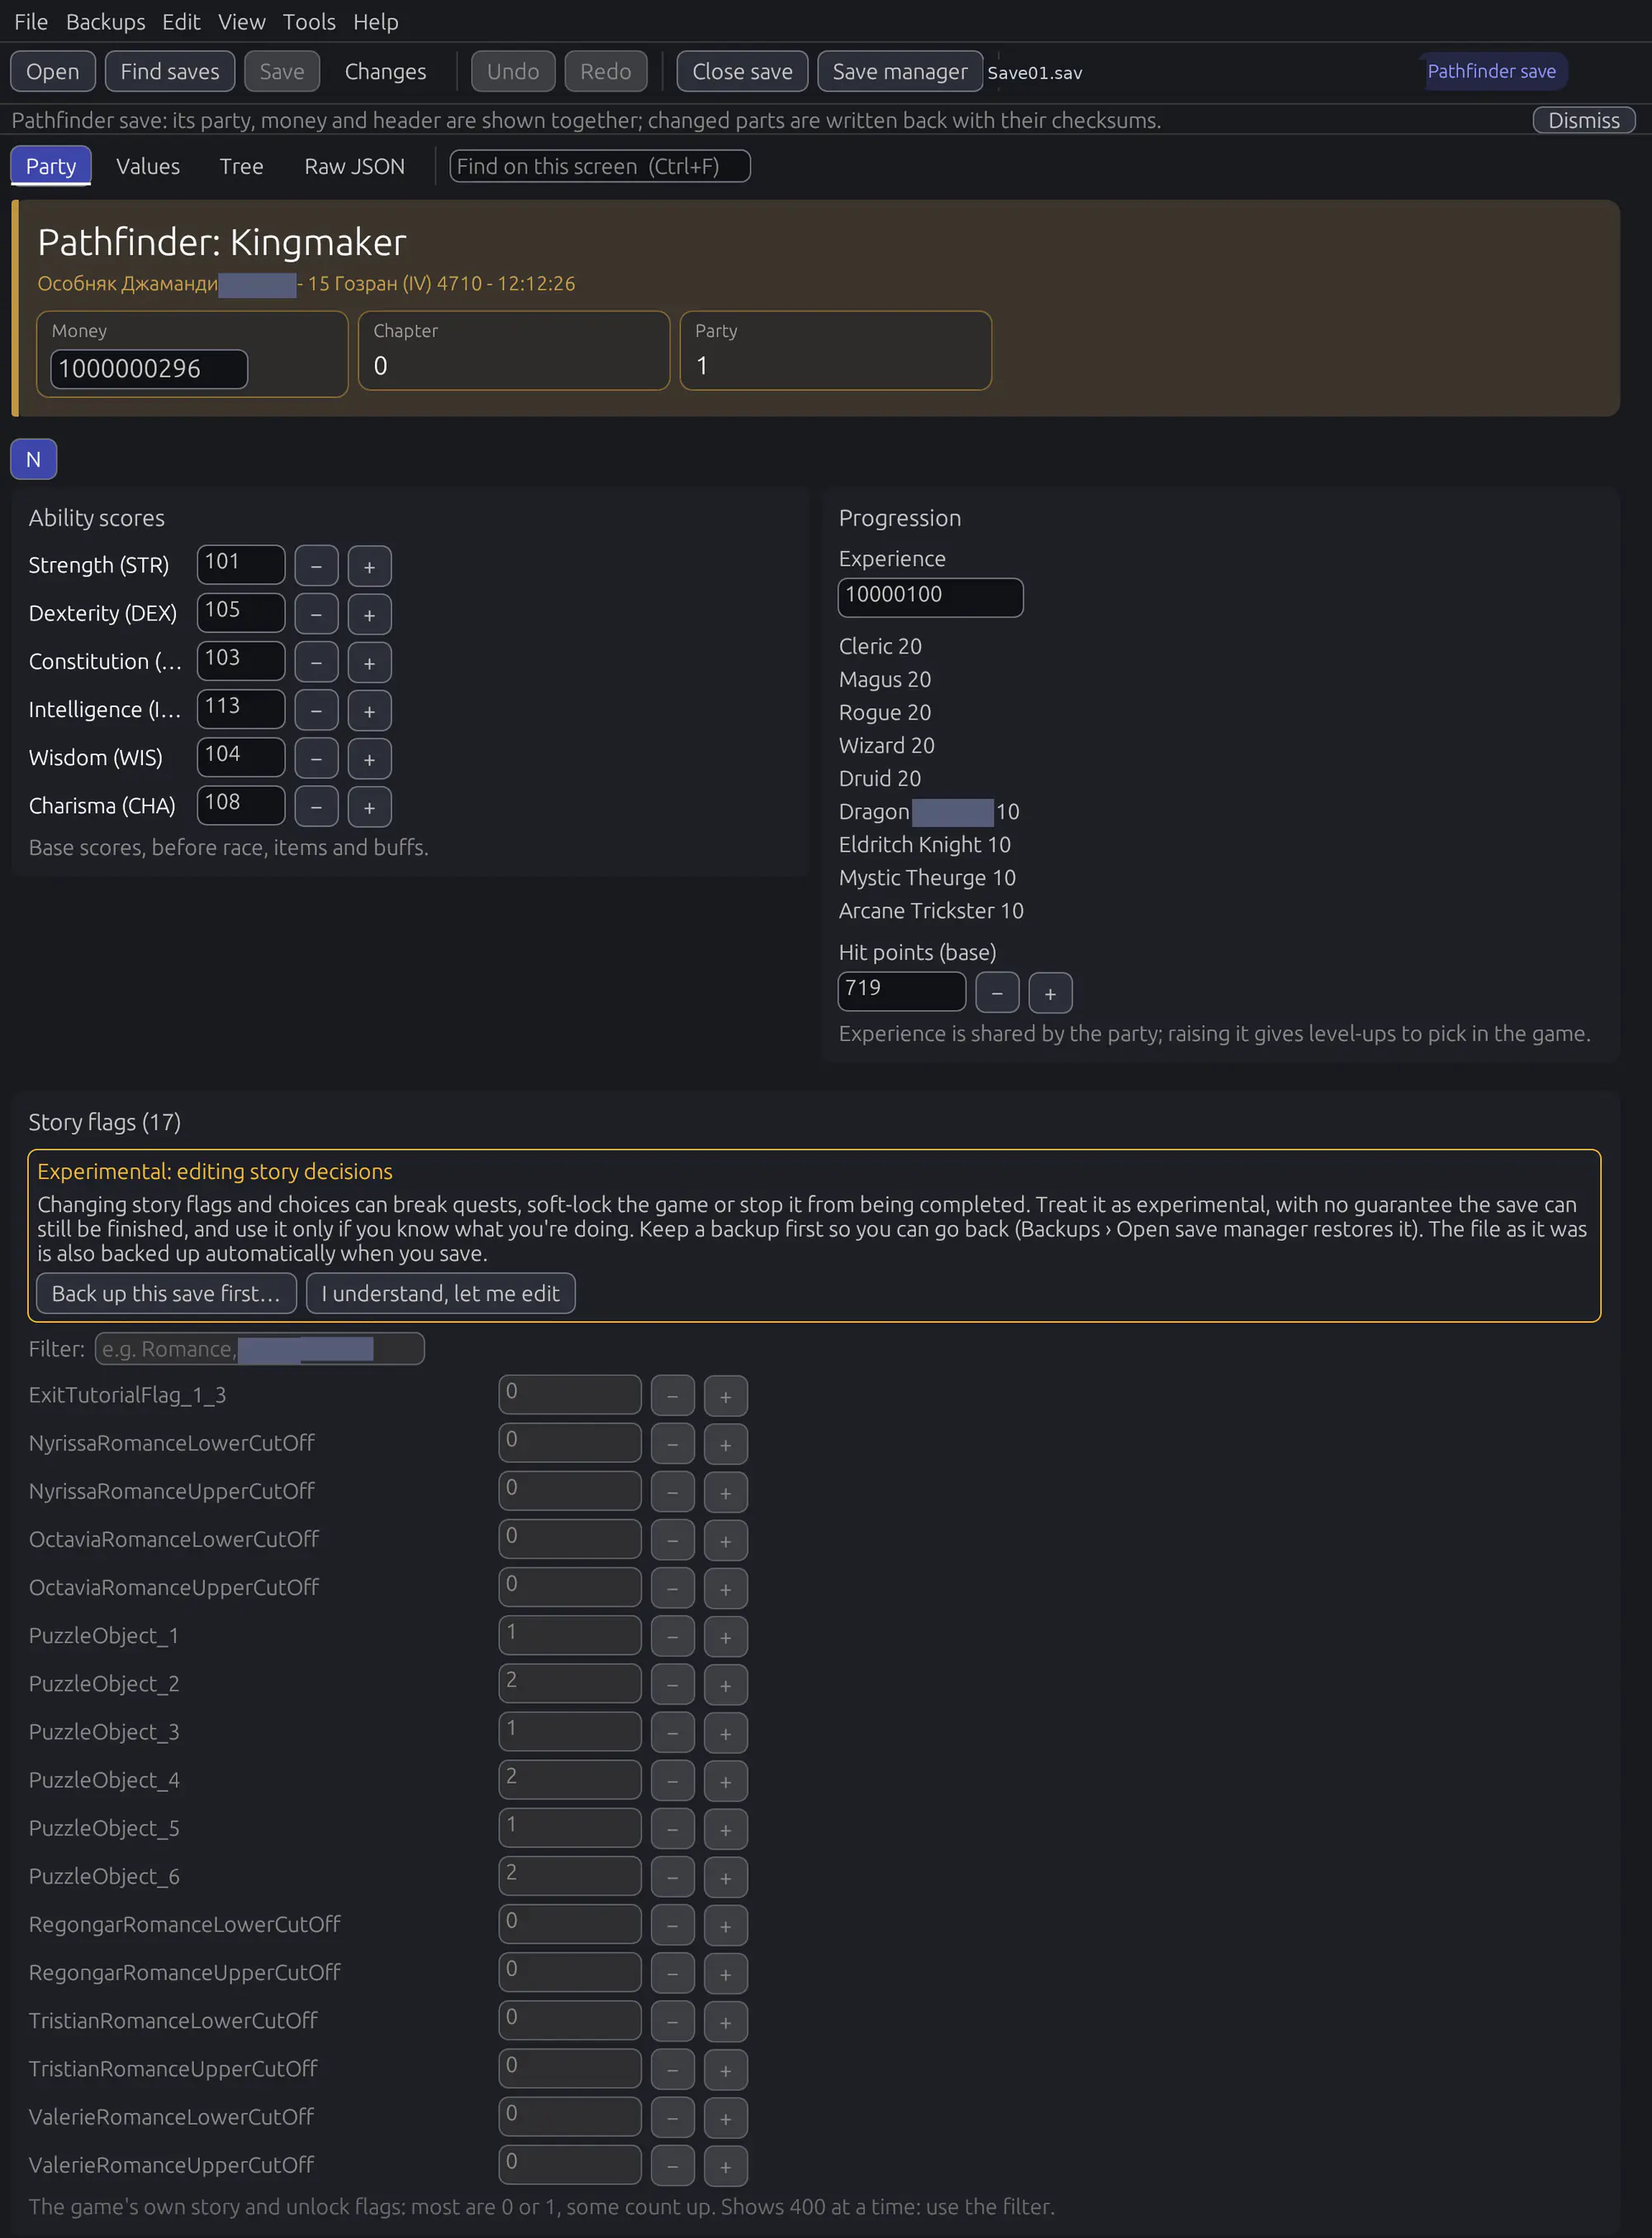 File Backups Edit View Tools Help
Open Find saves Save Changes Undo Redo Close save Save manager Save01.sav Pathfinder save
Pathfinder save: its party, money and header are shown together; changed parts are written back with their checksums. Dismiss
Party Values Tree Raw JSON Find on this screen (Ctrl+F)
Pathfinder: Kingmaker
Особняк Джаманди - 15 Гозран (IV) 4710 - 12:12:26
Money Chapter Party
1000000296 0 1
N
Ability scores
Strength (STR) 101 − +
Dexterity (DEX) 105 − +
Constitution (... 103 − +
Intelligence (I... 113 − +
Wisdom (WIS) 104 − +
Charisma (CHA) 108 − +
Base scores, before race, items and buffs.
Progression
Experience
10000100
Cleric 20
Magus 20
Rogue 20
Wizard 20
Druid 20
Dragon 10
Eldritch Knight 10
Mystic Theurge 10
Arcane Trickster 10
Hit points (base)
719 − +
Experience is shared by the party; raising it gives level-ups to pick in the game.
Story flags (17)
Experimental: editing story decisions
Changing story flags and choices can break quests, soft-lock the game or stop it from being completed. Treat it as experimental, with no guarantee the save can
still be finished, and use it only if you know what you're doing. Keep a backup first so you can go back (Backups › Open save manager restores it). The file as it was
is also backed up automatically when you save.
Back up this save first... I understand, let me edit
Filter: e.g. Romance,
ExitTutorialFlag_1_3 0 − +
NyrissaRomanceLowerCutOff 0 − +
NyrissaRomanceUpperCutOff 0 − +
OctaviaRomanceLowerCutOff 0 − +
OctaviaRomanceUpperCutOff 0 − +
PuzzleObject_1 1 − +
PuzzleObject_2 2 − +
PuzzleObject_3 1 − +
PuzzleObject_4 2 − +
PuzzleObject_5 1 − +
PuzzleObject_6 2 − +
RegongarRomanceLowerCutOff 0 − +
RegongarRomanceUpperCutOff 0 − +
TristianRomanceLowerCutOff 0 − +
TristianRomanceUpperCutOff 0 − +
ValerieRomanceLowerCutOff 0 − +
ValerieRomanceUpperCutOff 0 − +
The game's own story and unlock flags: most are 0 or 1, some count up. Shows 400 at a time: use the filter.